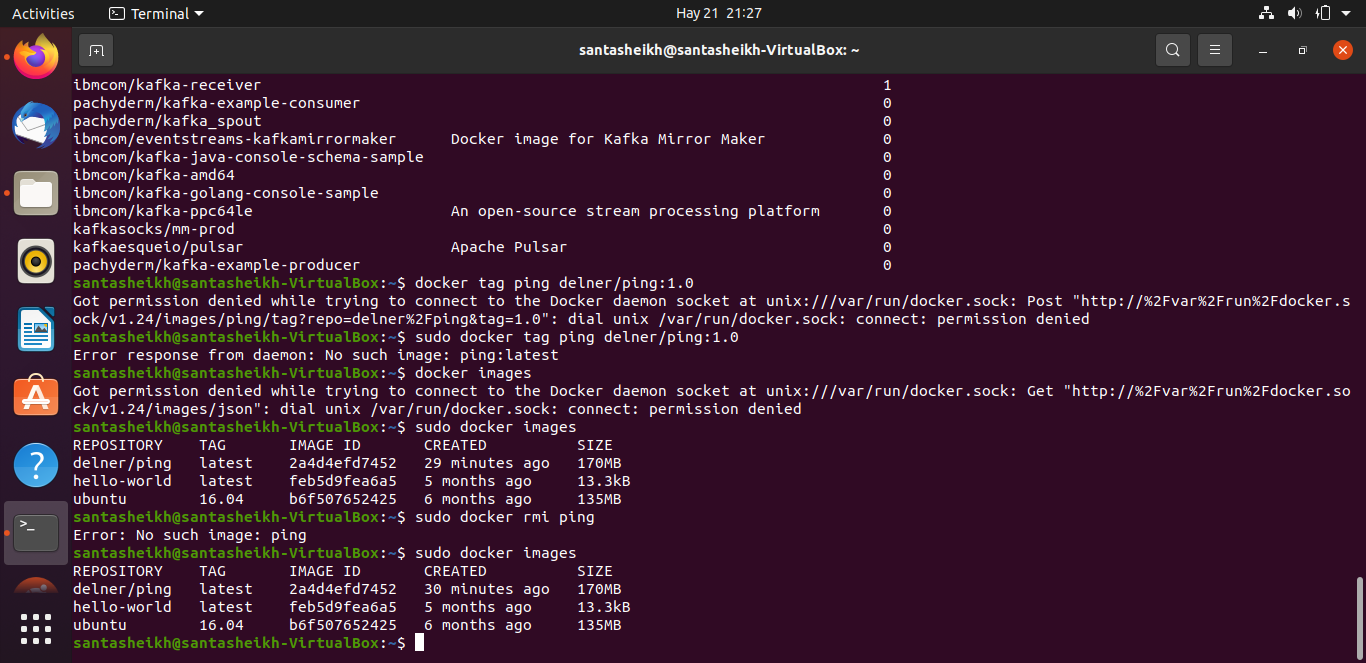 Activities Terminal Hay 21 21:27
santasheikh@santasheikh-VirtualBox: ~
ibmcom/kafka-receiver 1
pachyderm/kafka-example-consumer 0
pachyderm/kafka_spout 0
ibmcom/eventstreams-kafkamirrormaker Docker image for Kafka Mirror Maker 0
ibmcom/kafka-java-console-schema-sample 0
ibmcom/kafka-amd64 0
ibmcom/kafka-golang-console-sample 0
ibmcom/kafka-ppc64le An open-source stream processing platform 0
kafkasocks/mm-prod 0
kafkaesqueio/pulsar Apache Pulsar 0
pachyderm/kafka-example-producer 0
santasheikh@santasheikh-VirtualBox:~$ docker tag ping delner/ping:1.0
Got permission denied while trying to connect to the Docker daemon socket at unix:///var/run/docker.sock: Post "http://%2Fvar%2Frun%2Fdocker.s
ock/v1.24/images/ping/tag?repo=delner%2Fping&tag=1.0": dial unix /var/run/docker.sock: connect: permission denied
santasheikh@santasheikh-VirtualBox:~$ sudo docker tag ping delner/ping:1.0
Error response from daemon: No such image: ping:latest
santasheikh@santasheikh-VirtualBox:~$ docker images
Got permission denied while trying to connect to the Docker daemon socket at unix:///var/run/docker.sock: Get "http://%2Fvar%2Frun%2Fdocker.so
ck/v1.24/images/json": dial unix /var/run/docker.sock: connect: permission denied
santasheikh@santasheikh-VirtualBox:~$ sudo docker images
REPOSITORY TAG IMAGE ID CREATED SIZE
delner/ping latest 2a4d4efd7452 29 minutes ago 170MB
hello-world latest feb5d9fea6a5 5 months ago 13.3kB
ubuntu 16.04 b6f507652425 6 months ago 135MB
santasheikh@santasheikh-VirtualBox:~$ sudo docker rmi ping
Error: No such image: ping
santasheikh@santasheikh-VirtualBox:~$ sudo docker images
REPOSITORY TAG IMAGE ID CREATED SIZE
delner/ping latest 2a4d4efd7452 30 minutes ago 170MB
hello-world latest feb5d9fea6a5 5 months ago 13.3kB
ubuntu 16.04 b6f507652425 6 months ago 135MB
santasheikh@santasheikh-VirtualBox:~$